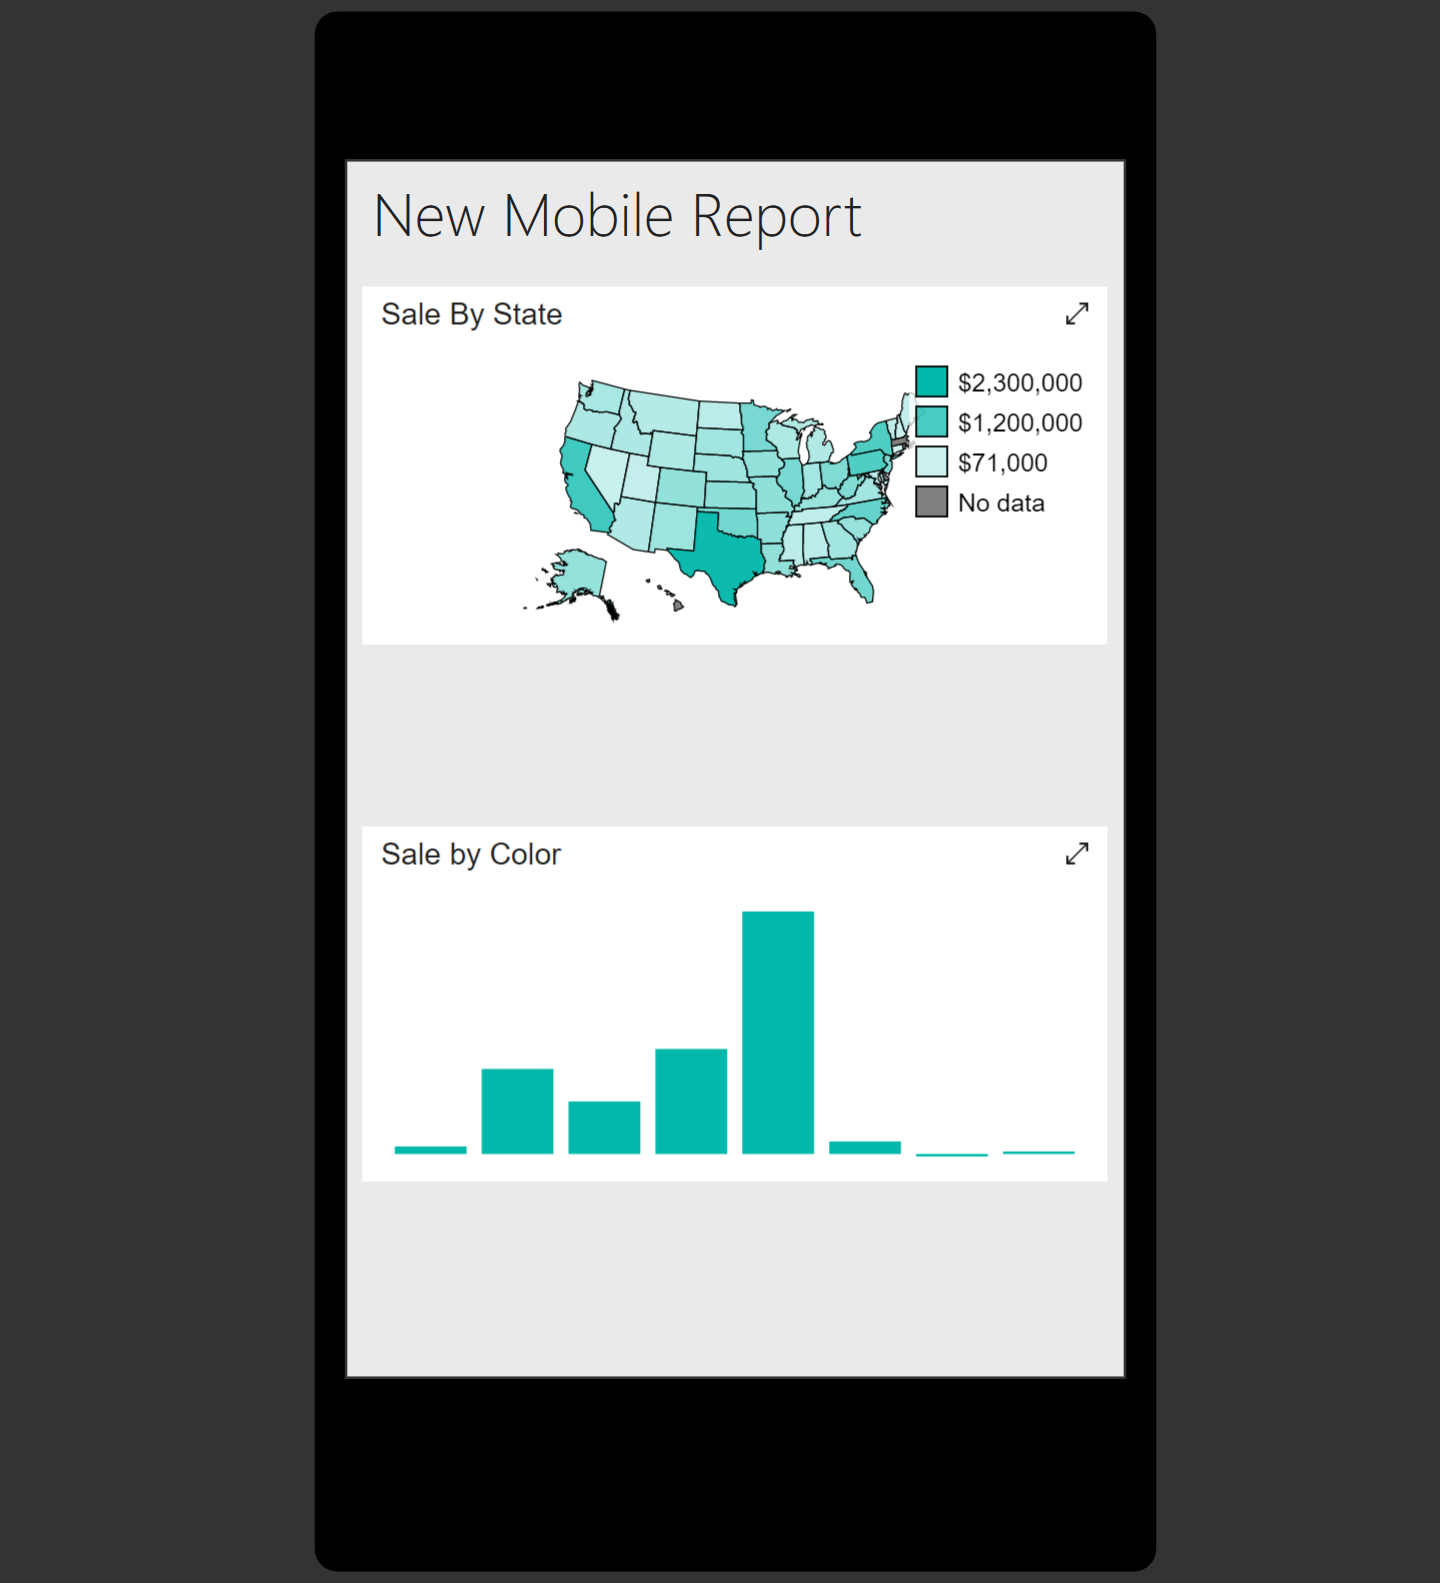 New Mobile Report
Sale By State
$2,300,000
$1,200,000
$71,000
No data
Sale by Color